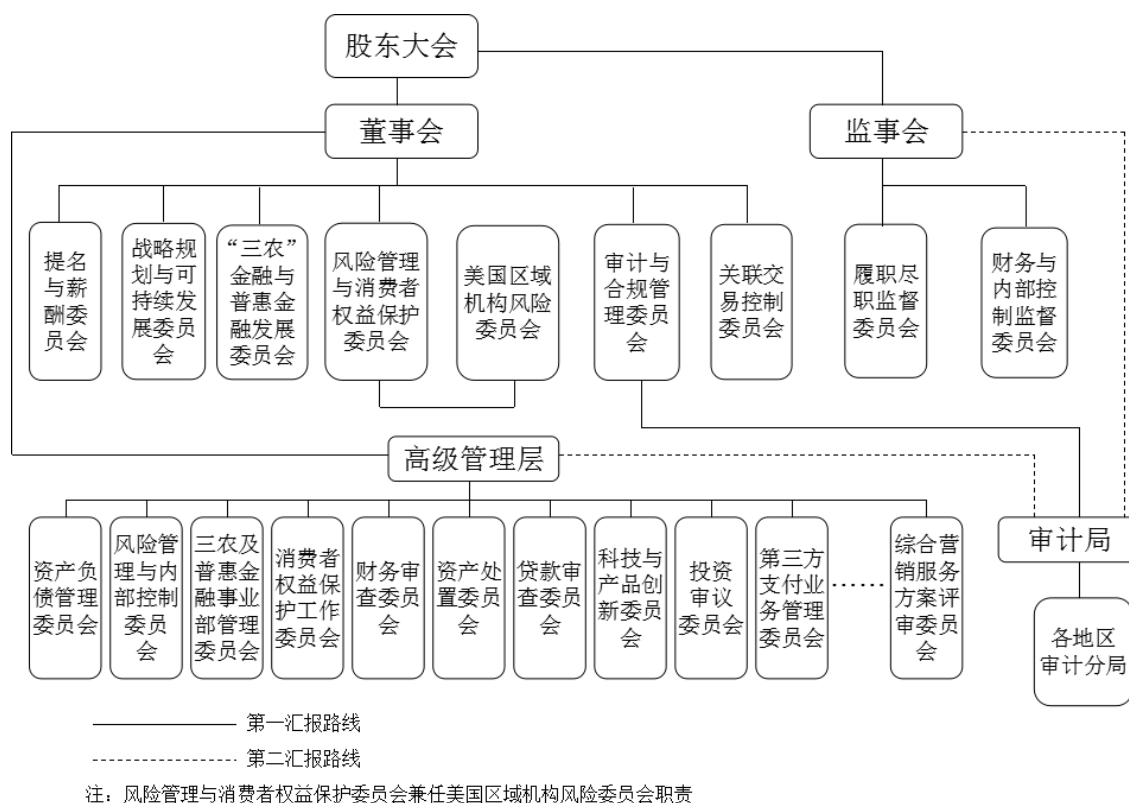 股东大会
董事会
监事会
提名
与薪
酬委
员会
战略规
划与可
持续发
展委员
会
“三农”
金融与
普惠金
融发展
委员会
风险管理
与消费者
权益保护
委员会
美国区域
机构风险
委员会
审计与
合规管
理委员
会
关联交
易控制
委员会
履职尽
职监督
委员会
财务与
内部控
制监督
委员会
高级管理层
资产负
债管理
委员会
风险管
理与内
部控制
委员
会
三农及
普惠金
融事业
部管理
委员会
消费者
权益保
护工作
委员会
财务审
查委员
会
资产处
置委员
会
贷款审
查委员
会
科技与
产品创
新委员
会
投资
审议
委员会
第三方
支付业
务管理
委员会
……
综合营
销服务
方案评
审委员
会
审计局
各地区
审计分局
第一汇报路线
第二汇报路线
注：风险管理与消费者权益保护委员会兼任美国区域机构风险委员会职责